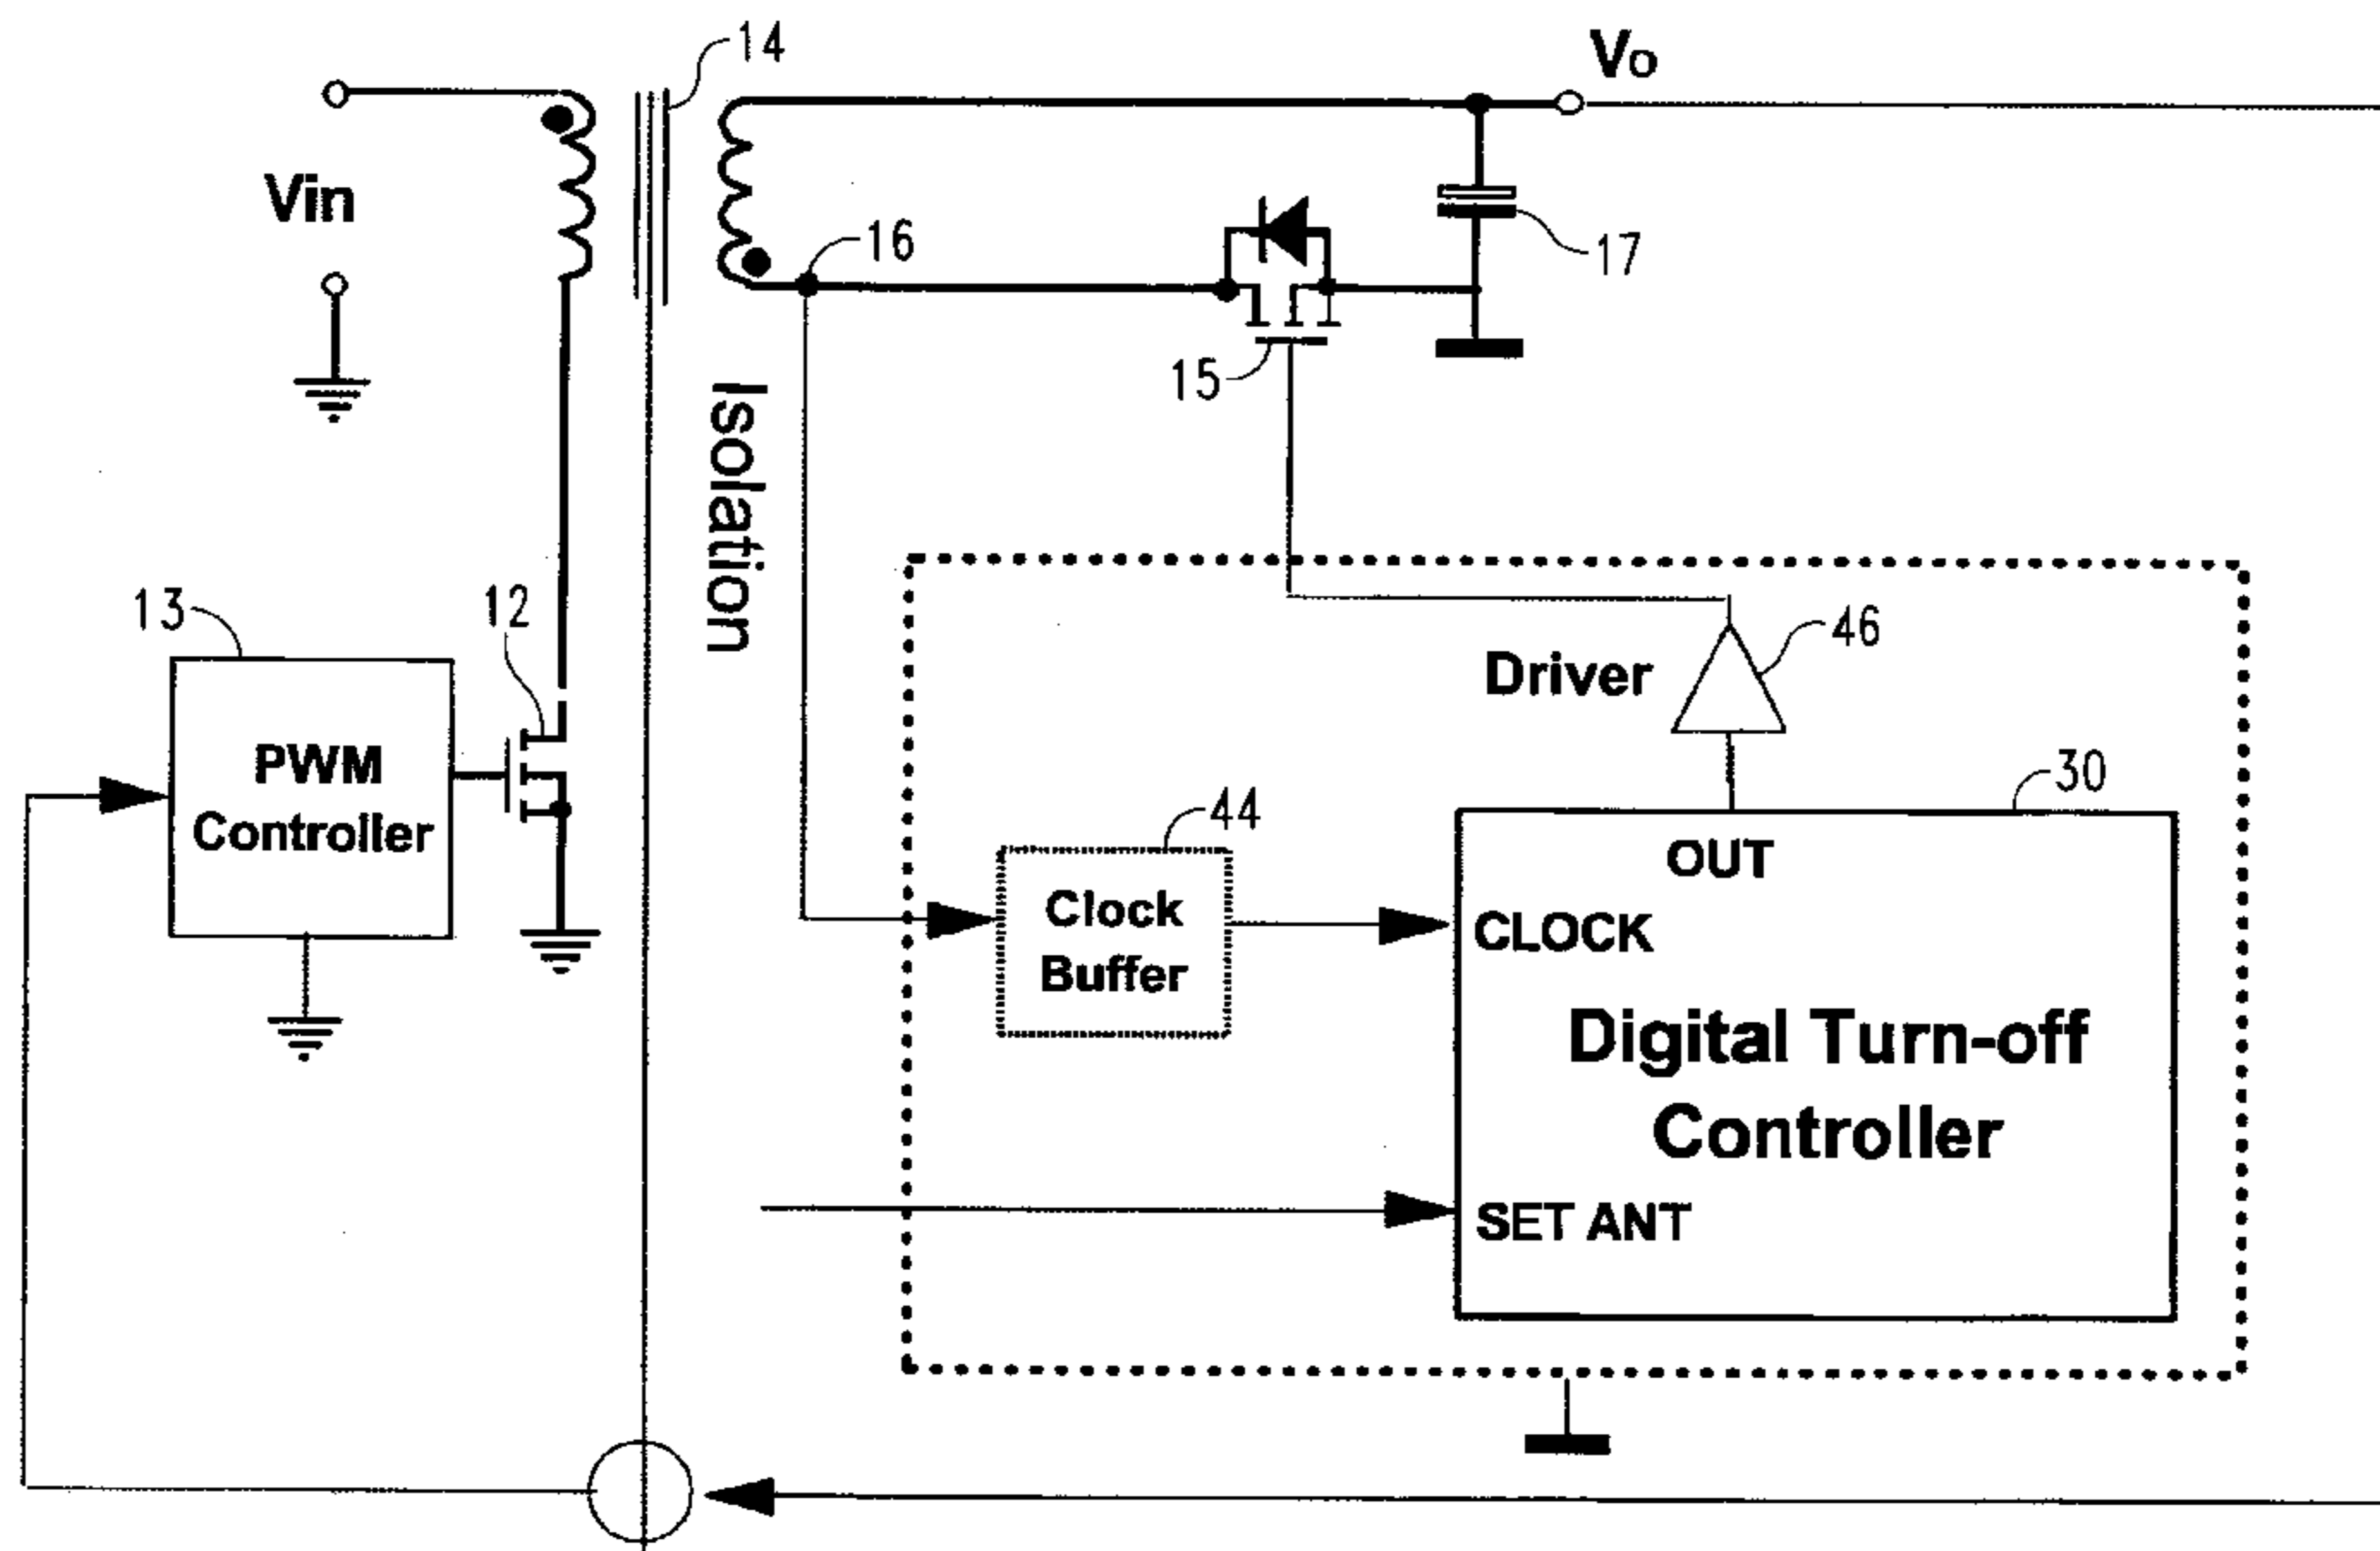 14
Vo
Vin
16
17
15
Isolation
13
12
46
Driver
PWM
Controller
30
44
OUT
Clock
Buffer
CLOCK
Digital Turn-off
Controller
SET ANT